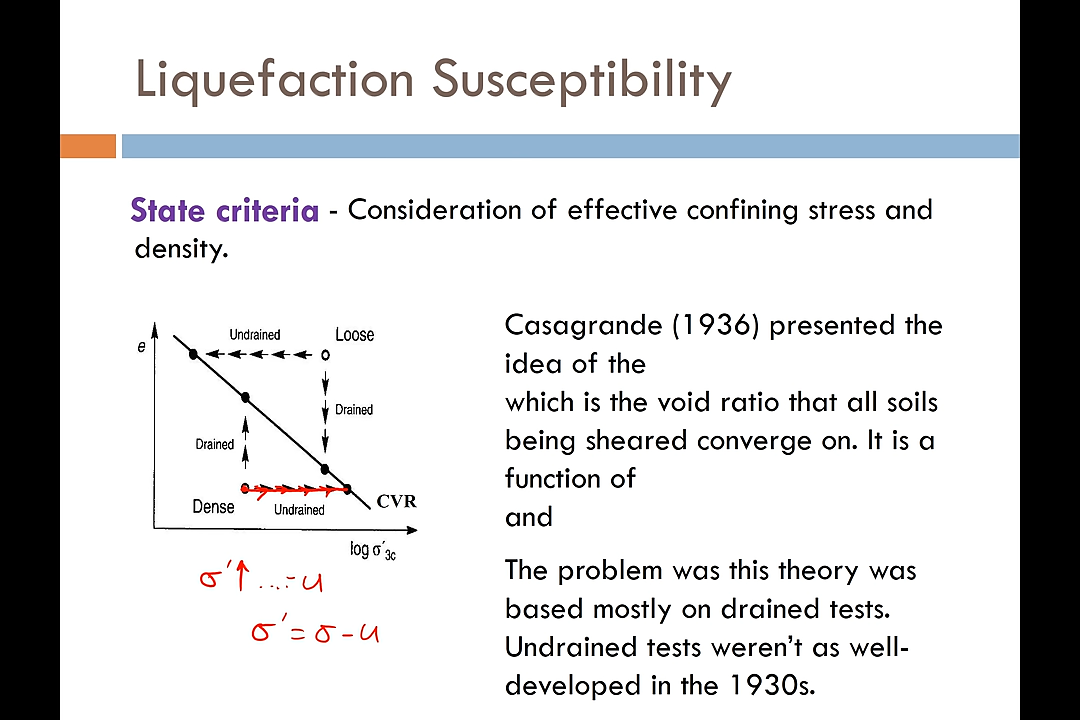 Liquefaction Susceptibility
State criteria - Consideration of effective confining stress and
density.
e
Undrained
Loose
Drained
Drained
Dense
Undrained
CVR
log σ′3c
σ′↑ ...-u
σ′=σ-u
Casagrande (1936) presented the
idea of the
which is the void ratio that all soils
being sheared converge on. It is a
function of
and
The problem was this theory was
based mostly on drained tests.
Undrained tests weren’t as well-
developed in the 1930s.